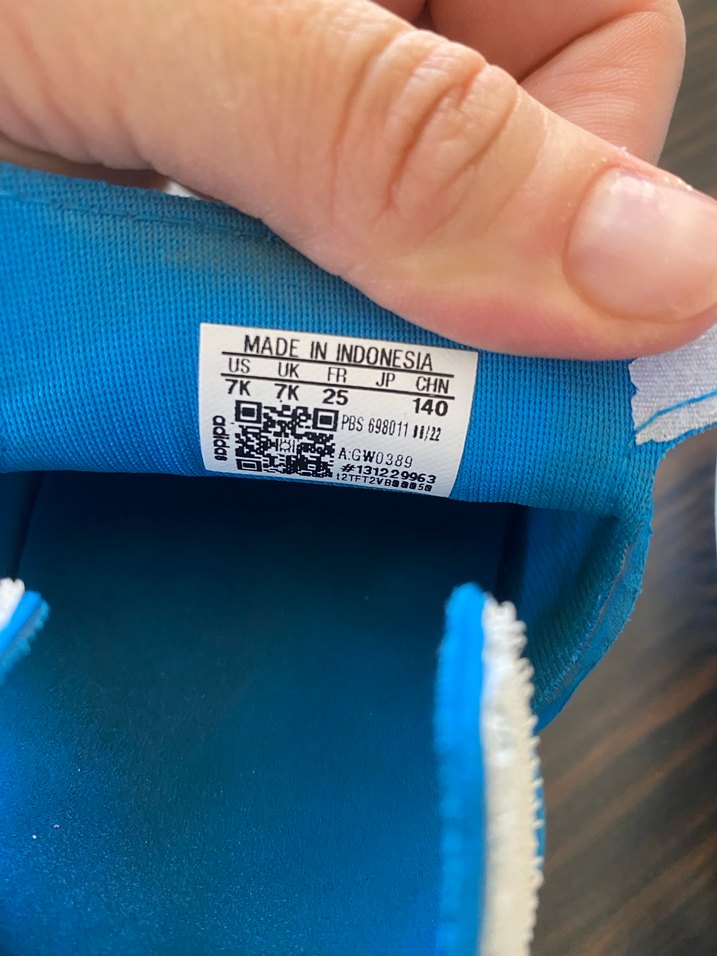 MADE IN INDONESIA
US UK FR JP CHN
7K 7K 25 140
PBS 698011 11/22
adidas
A:GW0389
#131229963